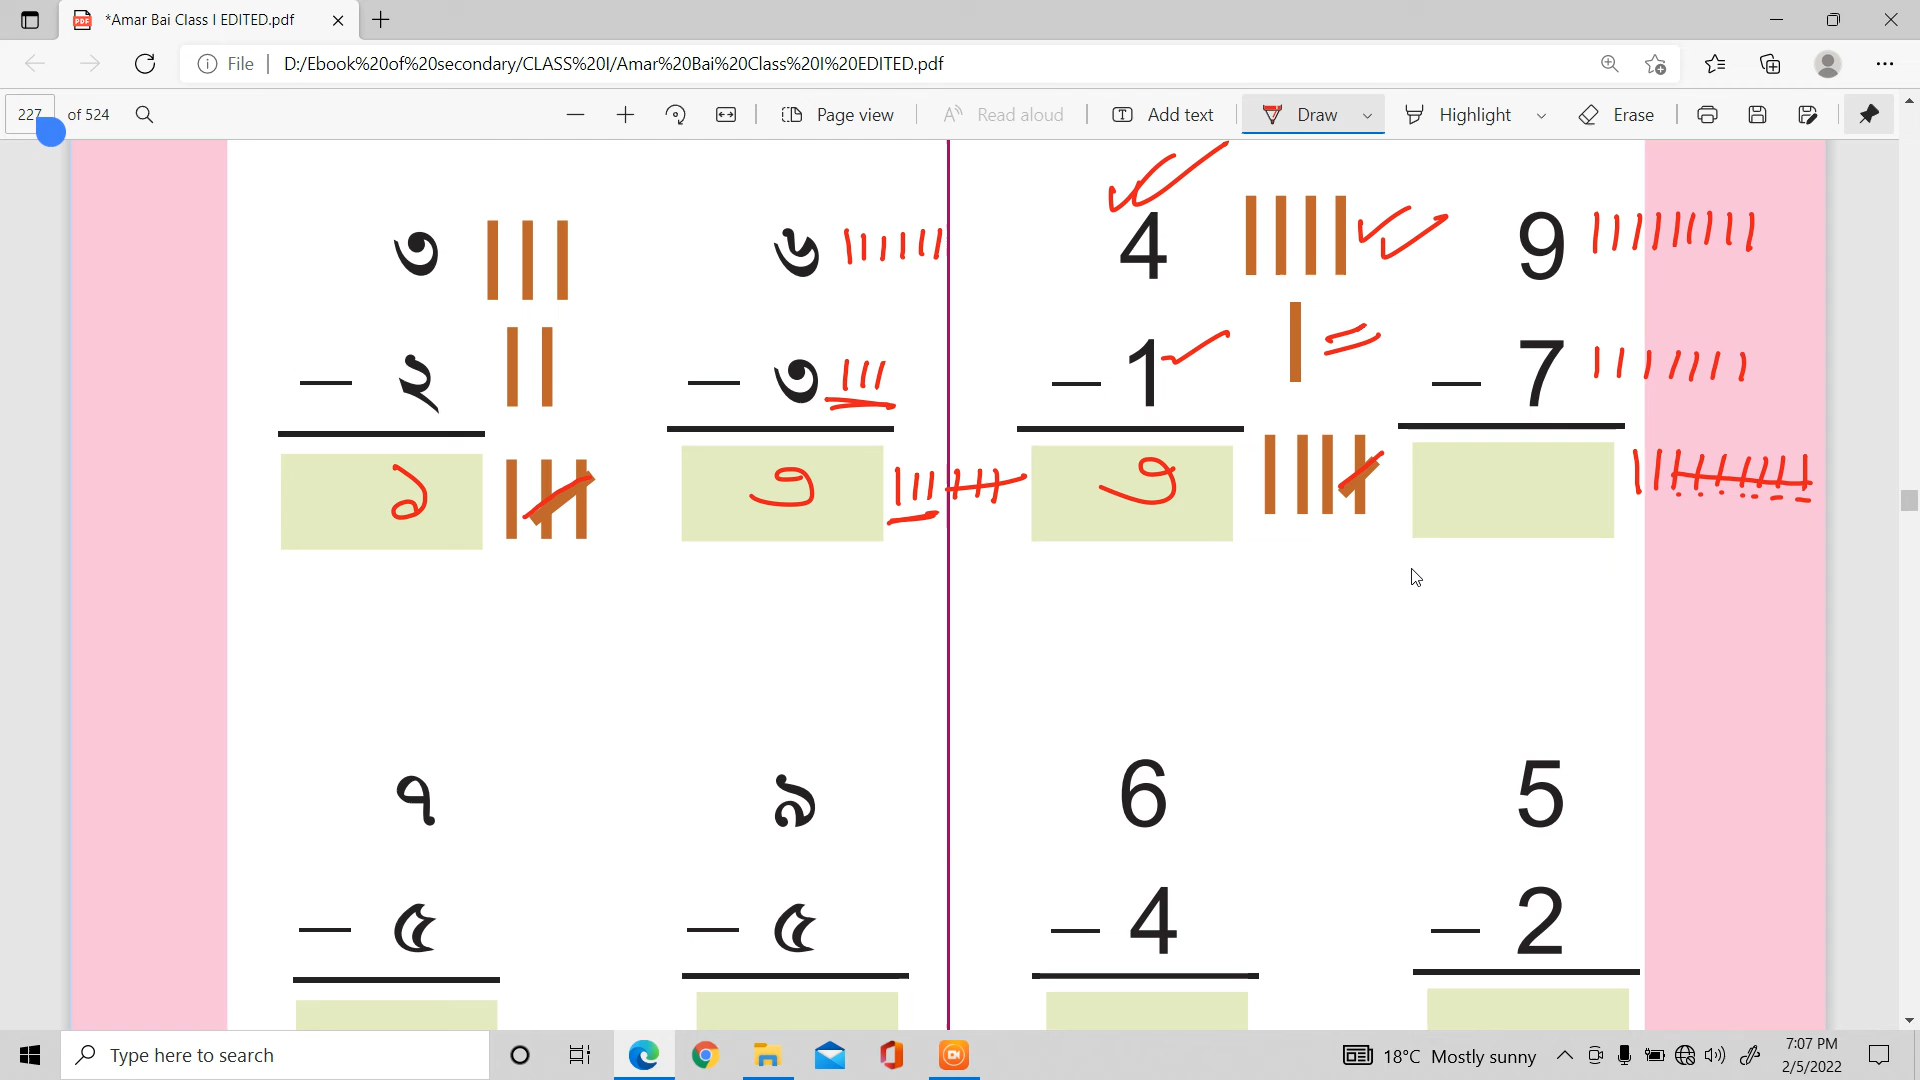 *Amar Bai Class I EDITED.pdf
File D:/Ebook%20of%20secondary/CLASS%20I/Amar%20Bai%20Class%20I%20EDITED.pdf
227 of 524 Page view Read aloud Add text Draw Highlight Erase
৩ ৬ 4 9
— ২ — ৩ — 1 — 7
১ ৩ ৩
৭ ৯ 6 5
— ৫ — ৫ — 4 — 2
Type here to search 18°C Mostly sunny 7:07 PM
2/5/2022